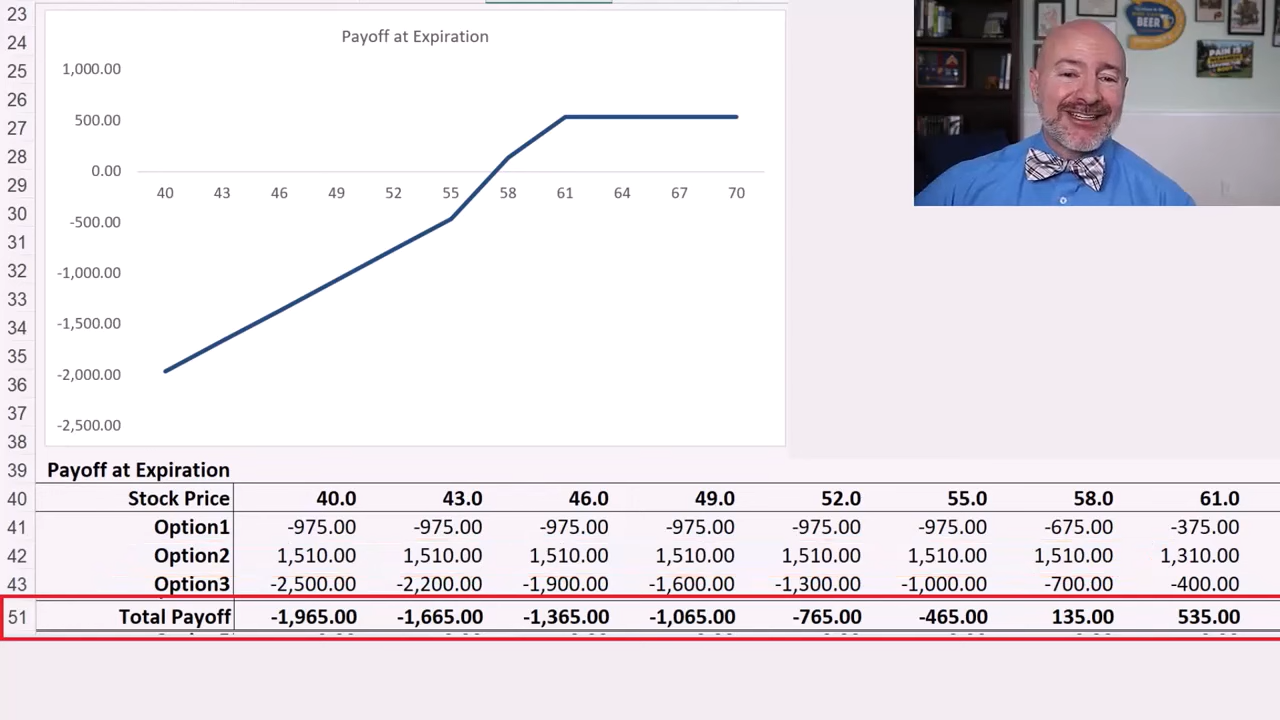 23
24
25
26
27
28
29
30
31
32
33
34
35
36
37
38
Payoff at Expiration
1,000.00
500.00
0.00
-500.00
-1,000.00
-1,500.00
-2,000.00
-2,500.00
40 43 46 49 52 55 58 61 64 67 70
BEER
PAIN IS
39 Payoff at Expiration
40 Stock Price 40.0 43.0 46.0 49.0 52.0 55.0 58.0 61.0
41 Option1 -975.00 -975.00 -975.00 -975.00 -975.00 -975.00 -675.00 -375.00
42 Option2 1,510.00 1,510.00 1,510.00 1,510.00 1,510.00 1,510.00 1,510.00 1,310.00
43 Option3 -2,500.00 -2,200.00 -1,900.00 -1,600.00 -1,300.00 -1,000.00 -700.00 -400.00
51 Total Payoff -1,965.00 -1,665.00 -1,365.00 -1,065.00 -765.00 -465.00 135.00 535.00